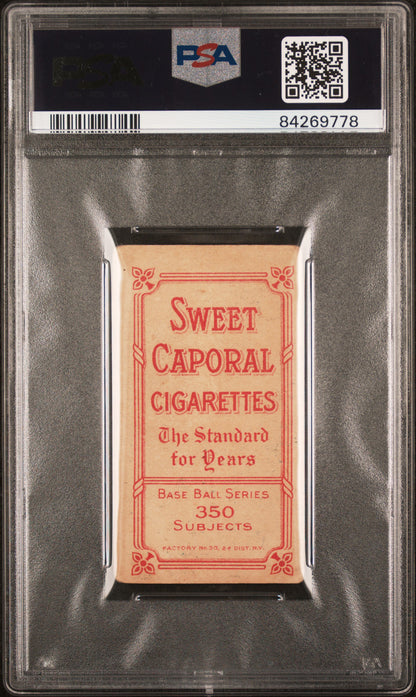 PSA
84269778
SWEET
CAPORAL
CIGARETTES
The Standard
for Years
BASE BALL SERIES
350
SUBJECTS
FACTORY No. 30, 2d DIST. N.Y.